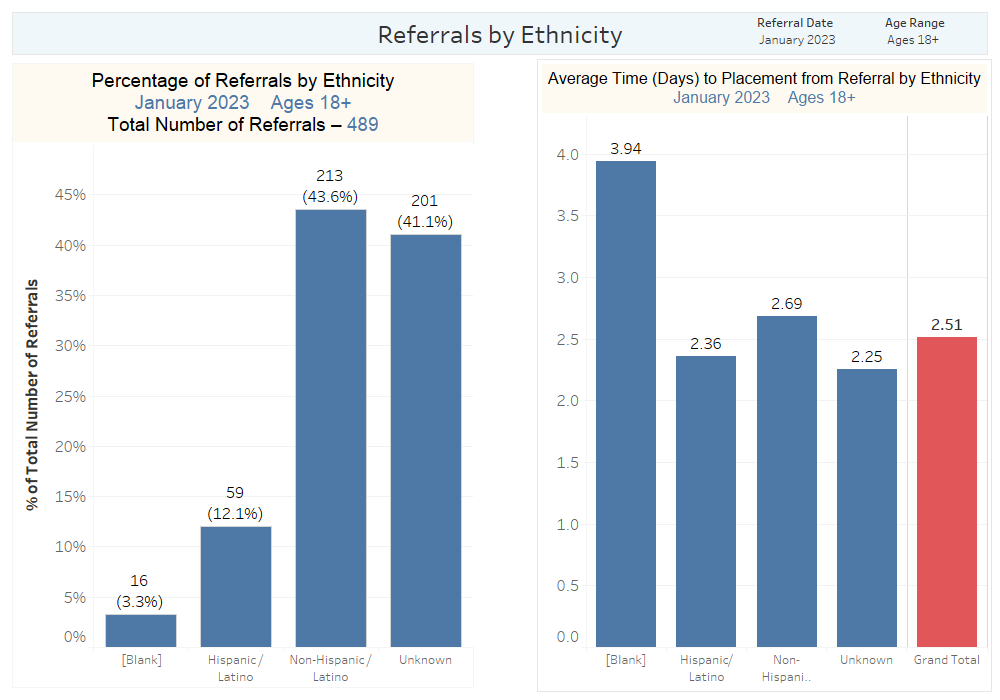 Referrals by Ethnicity
Referral Date
January 2023
Age Range
Ages 18+
Percentage of Referrals by Ethnicity
January 2023 Ages 18+
Total Number of Referrals – 489
% of Total Number of Referrals
45%
40%
35%
30%
25%
20%
15%
10%
5%
0%
16
(3.3%)
59
(12.1%)
213
(43.6%)
201
(41.1%)
[Blank]
Hispanic/
Latino
Non-Hispanic/
Latino
Unknown
Average Time (Days) to Placement from Referral by Ethnicity
January 2023 Ages 18+
4.0
3.5
3.0
2.5
2.0
1.5
1.0
0.5
0.0
3.94
2.36
2.69
2.25
2.51
[Blank]
Hispanic/
Latino
Non-
Hispani..
Unknown
Grand Total